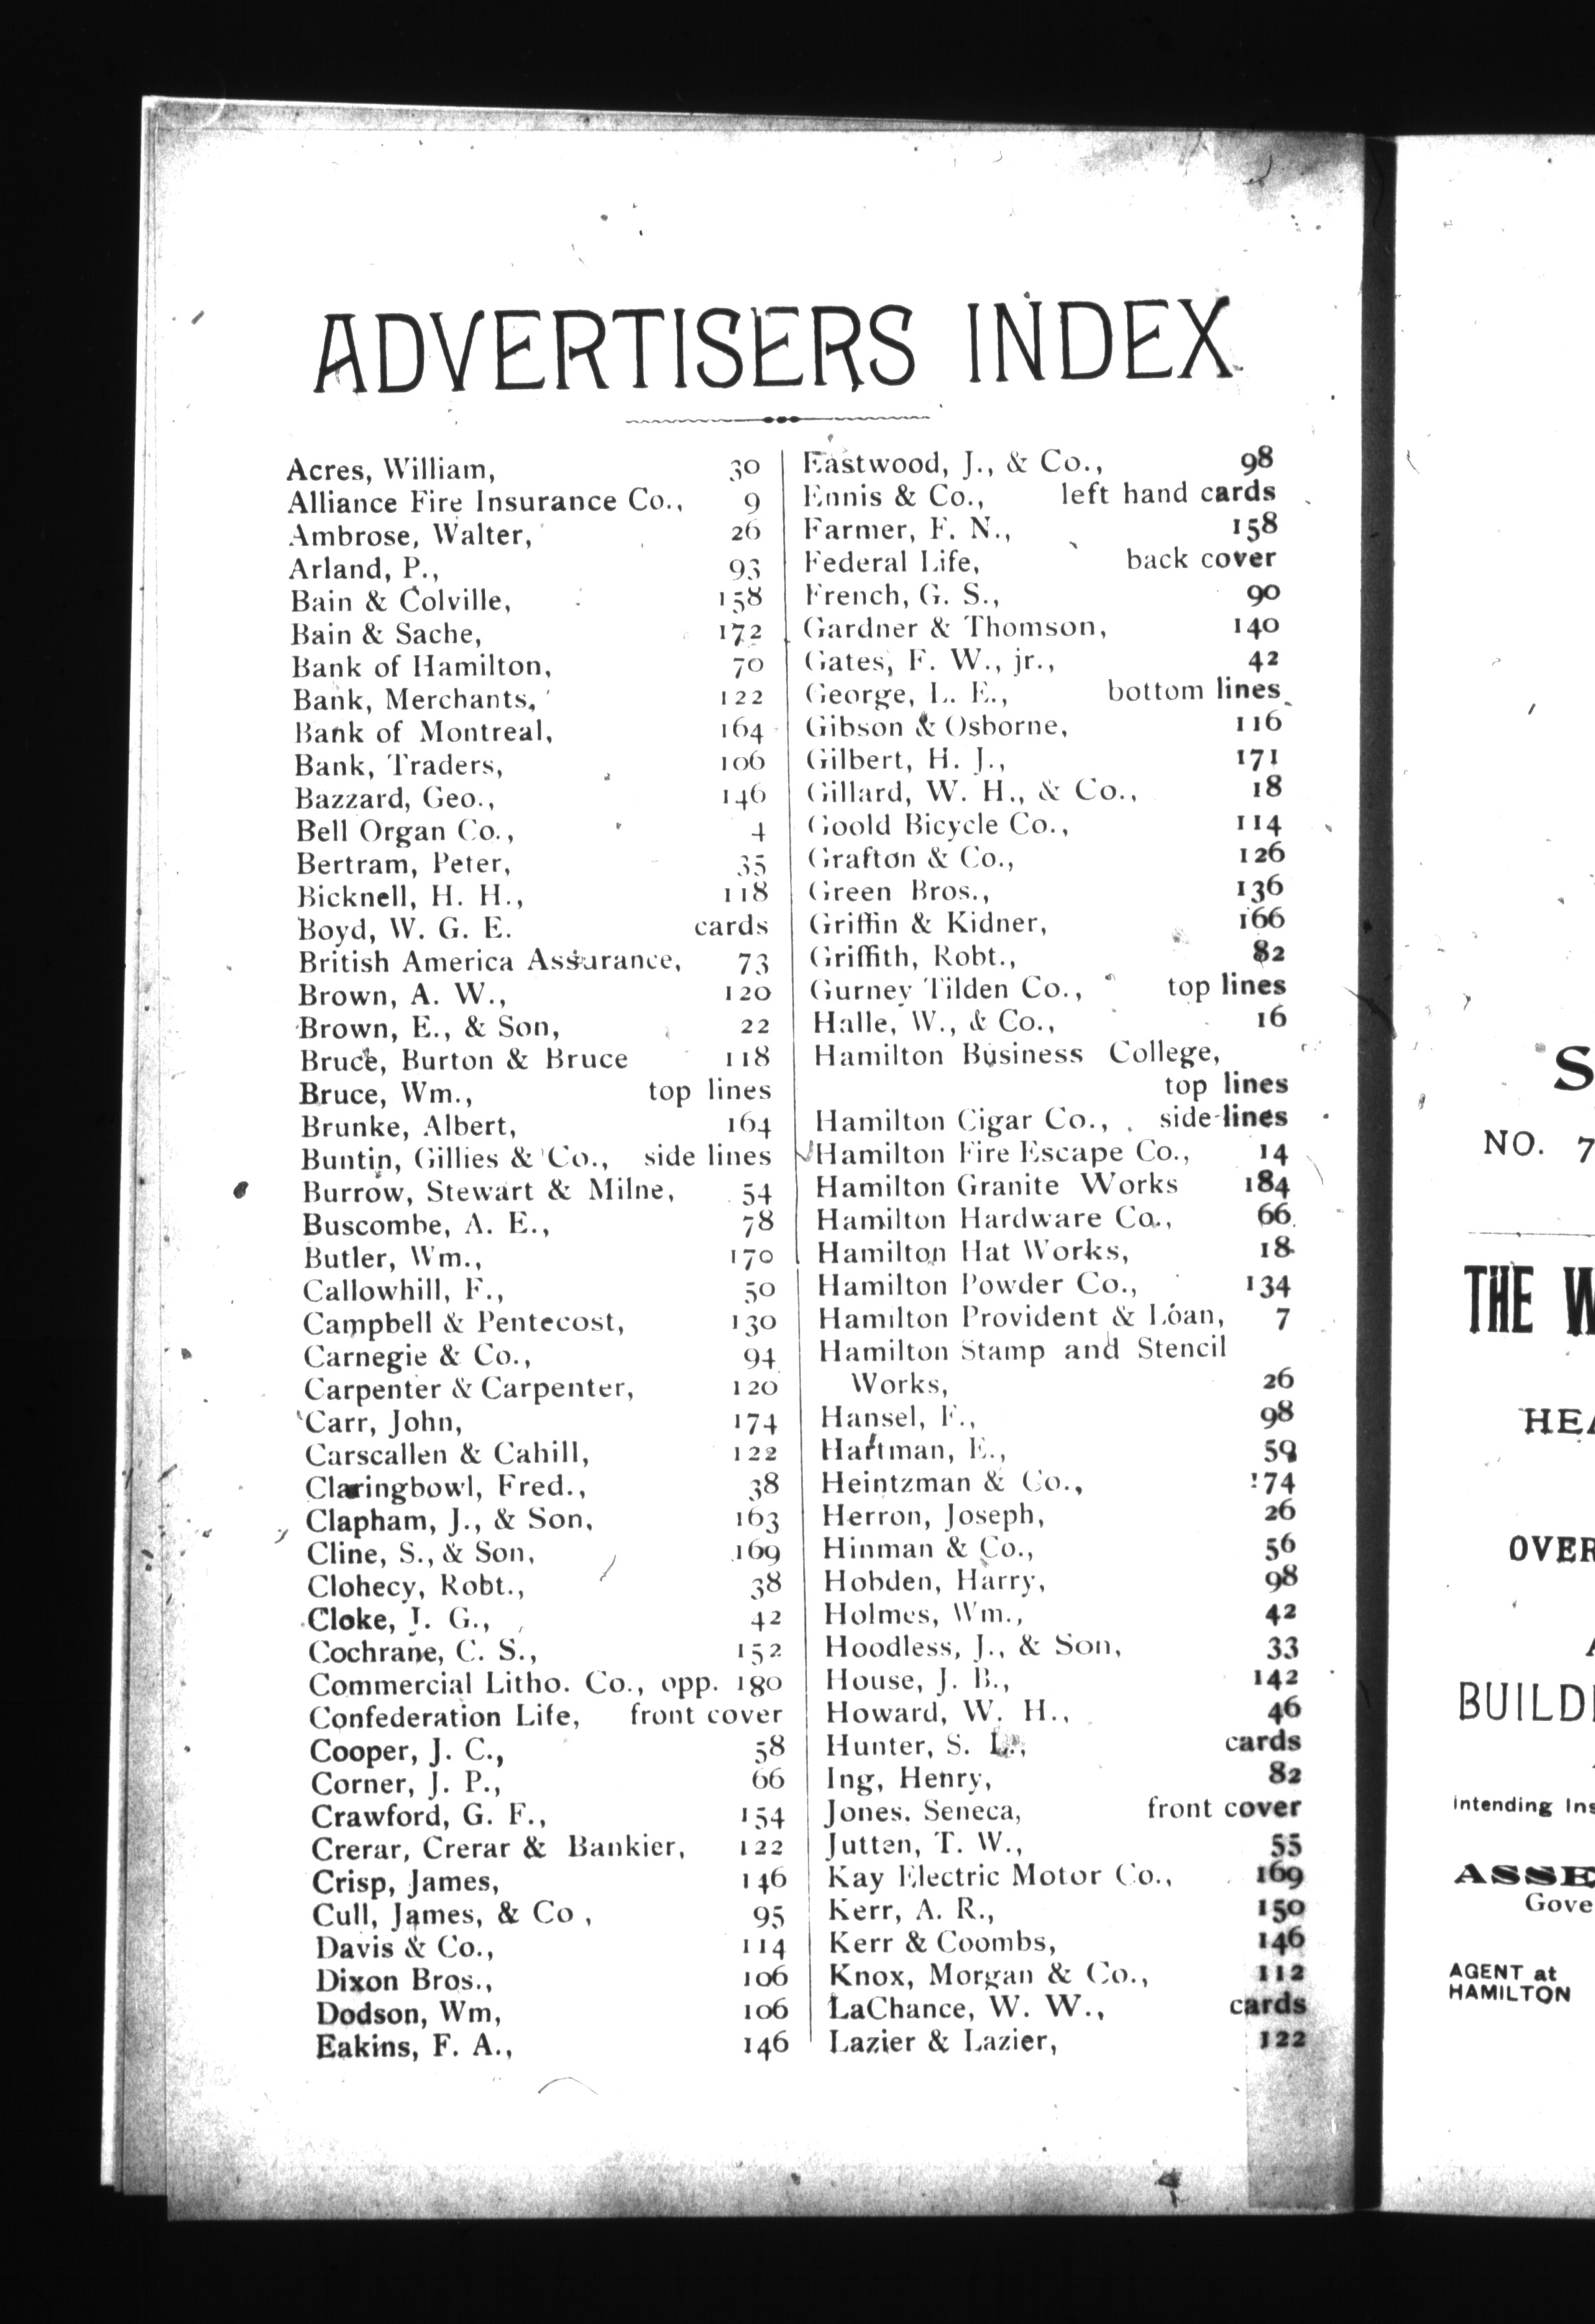 ADVERTISERS INDEX
Acres, William, 30
Alliance Fire Insurance Co., 9
Ambrose, Walter, 26
Arland, P., 93
Bain & Colville, 158
Bain & Sache, 172
Bank of Hamilton, 70
Bank, Merchants, 122
Bank of Montreal, 164
Bank, Traders, 106
Bazzard, Geo., 146
Bell Organ Co., 4
Bertram, Peter, 35
Bicknell, H. H., 118
Boyd, W. G. E. cards
British America Assurance, 73
Brown, A. W., 120
Brown, E., & Son, 22
Bruce, Burton & Bruce 118
Bruce, Wm., top lines
Brunke, Albert, 164
Buntin, Gillies & Co., side lines
Burrow, Stewart & Milne, 54
Buscombe, A. E., 78
Butler, Wm., 170
Callowhill, F., 50
Campbell & Pentecost, 130
Carnegie & Co., 94
Carpenter & Carpenter, 120
Carr, John, 174
Carscallen & Cahill, 122
Claringbowl, Fred., 38
Clapham, J., & Son, 163
Cline, S., & Son, 169
Clohecy, Robt., 38
Cloke, J. G., 42
Cochrane, C. S., 152
Commercial Litho. Co., opp. 180
Confederation Life, front cover
Cooper, J. C., 58
Corner, J. P., 66
Crawford, G. F., 154
Crerar, Crerar & Bankier, 122
Crisp, James, 146
Cull, James, & Co , 95
Davis & Co., 114
Dixon Bros., 106
Dodson, Wm, 106
Eakins, F. A., 146
Eastwood, J., & Co., 98
Ennis & Co., left hand cards
Farmer, F. N., 158
Federal Life, back cover
French, G. S., 90
Gardner & Thomson, 140
Gates, F. W., jr., 42
George, L. E., bottom lines
Gibson & Osborne, 116
Gilbert, H. J., 171
Gillard, W. H., & Co., 18
Goold Bicycle Co., 114
Grafton & Co., 126
Green Bros., 136
Griffin & Kidner, 166
Griffith, Robt., 82
Gurney Tilden Co., top lines
Halle, W., & Co., 16
Hamilton Business College,
top lines
Hamilton Cigar Co., side lines
Hamilton Fire Escape Co., 14
Hamilton Granite Works 184
Hamilton Hardware Co., 66
Hamilton Hat Works, 18
Hamilton Powder Co., 134
Hamilton Provident & Loan, 7
Hamilton Stamp and Stencil
Works, 26
Hansel, F., 98
Hartman, E., 59
Heintzman & Co., 174
Herron, Joseph, 26
Hinman & Co., 56
Hobden, Harry, 98
Holmes, Wm., 42
Hoodless, J., & Son, 33
House, J. B., 142
Howard, W. H., 46
Hunter, S. L., cards
Ing, Henry, 82
Jones. Seneca, front cover
Jutten, T. W., 55
Kay Electric Motor Co., 169
Kerr, A. R., 150
Kerr & Coombs, 146
Knox, Morgan & Co., 112
LaChance, W. W., cards
Lazier & Lazier, 122
S
NO. 7
THE W
HEA
OVER
BUILDI
intending Ins
ASSE
Gove
AGENT at
HAMILTON